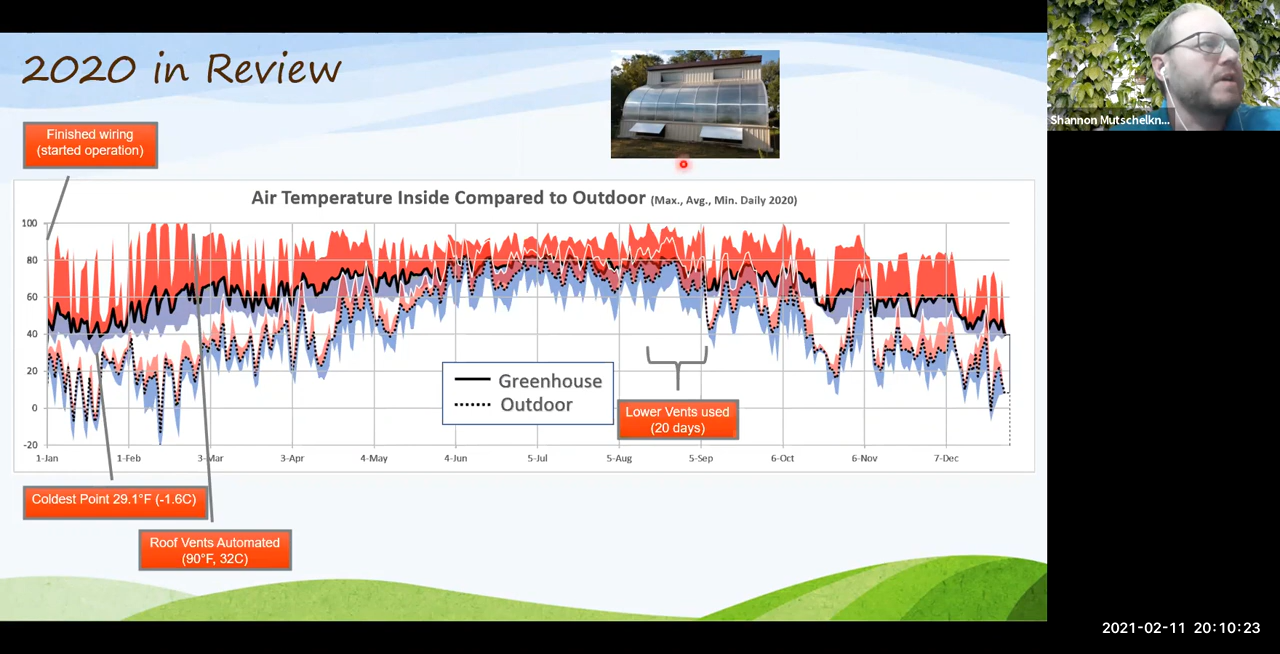 2020 in Review
Shannon Mutschelkn...
Finished wiring
(started operation)
Air Temperature Inside Compared to Outdoor (Max., Avg., Min. Daily 2020)
100
80
60
40
20
0
-20
Greenhouse
Outdoor
Lower Vents used
(20 days)
1-Jan 1-Feb 3-Mar 3-Apr 4-May 4-Jun 5-Jul 5-Aug 5-Sep 6-Oct 6-Nov 7-Dec
Coldest Point 29.1°F (-1.6C)
Roof Vents Automated
(90°F, 32C)
2021-02-11 20:10:23